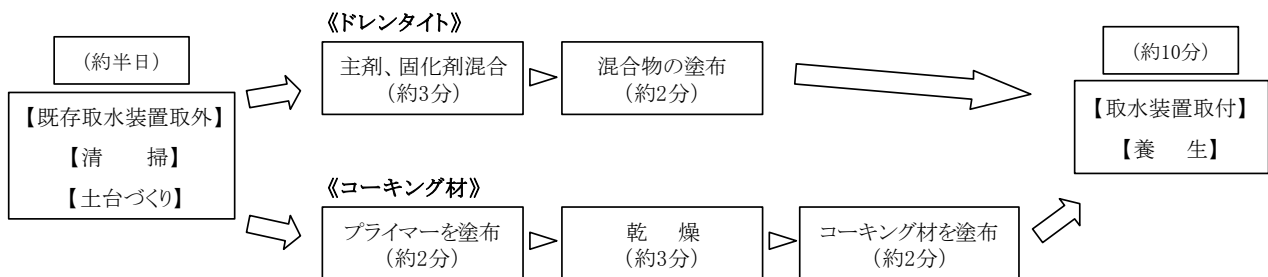 (約半日)
【既存取水装置取外】
【清　　掃】
【土台づくり】
《ドレンタイト》
主剤、固化剤混合
(約3分)
混合物の塗布
(約2分)
《コーキング材》
プライマーを塗布
(約2分)
乾　　燥
(約3分)
コーキング材を塗布
(約2分)
(約10分)
【取水装置取付】
【養　生】